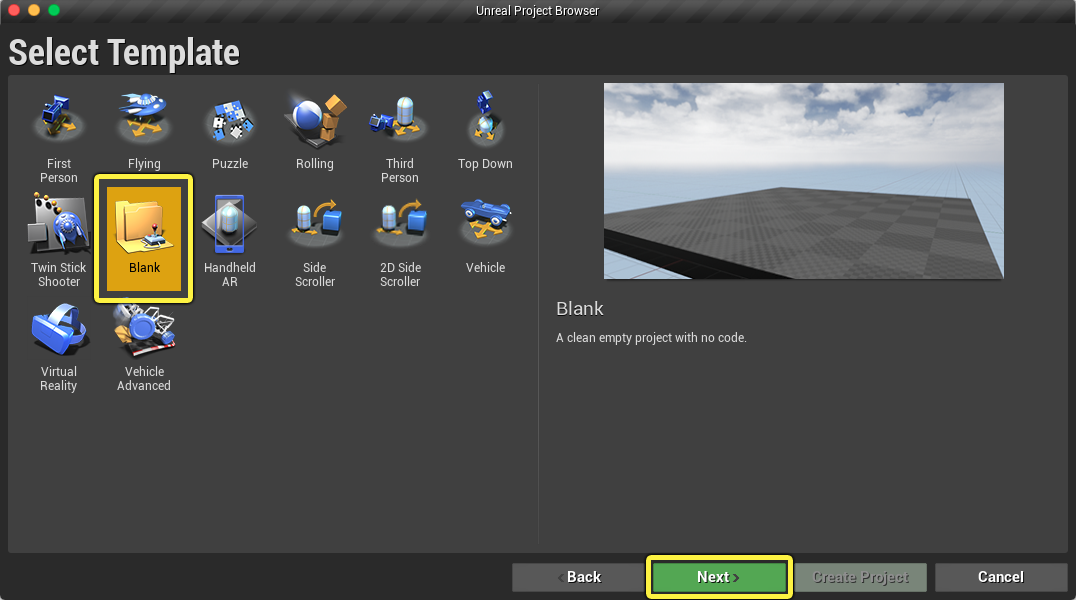 Unreal Project Browser
Select Template
First
Person
Flying
Puzzle
Rolling
Third
Person
Top Down
Twin Stick
Shooter
Blank
Handheld
AR
Side
Scroller
2D Side
Scroller
Vehicle
Virtual
Reality
Vehicle
Advanced
Blank
A clean empty project with no code.
‹ Back
Next ›
Create Project
Cancel